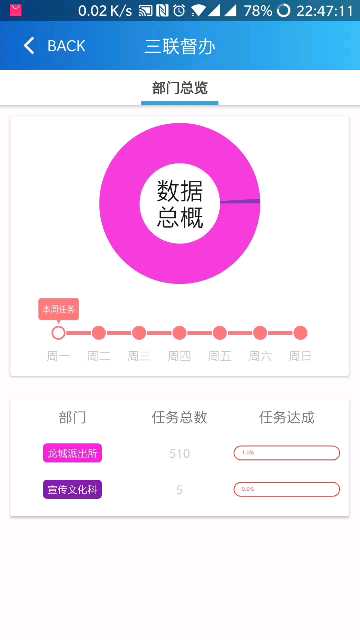 0.02 K/s 78% 22:47:11
BACK 三联督办
部门总览
数据
总概
本周任务
周一 周二 周三 周四 周五 周六 周日
部门 任务总数 任务达成
龙城派出所 510
宣传文化科 5 0.0%